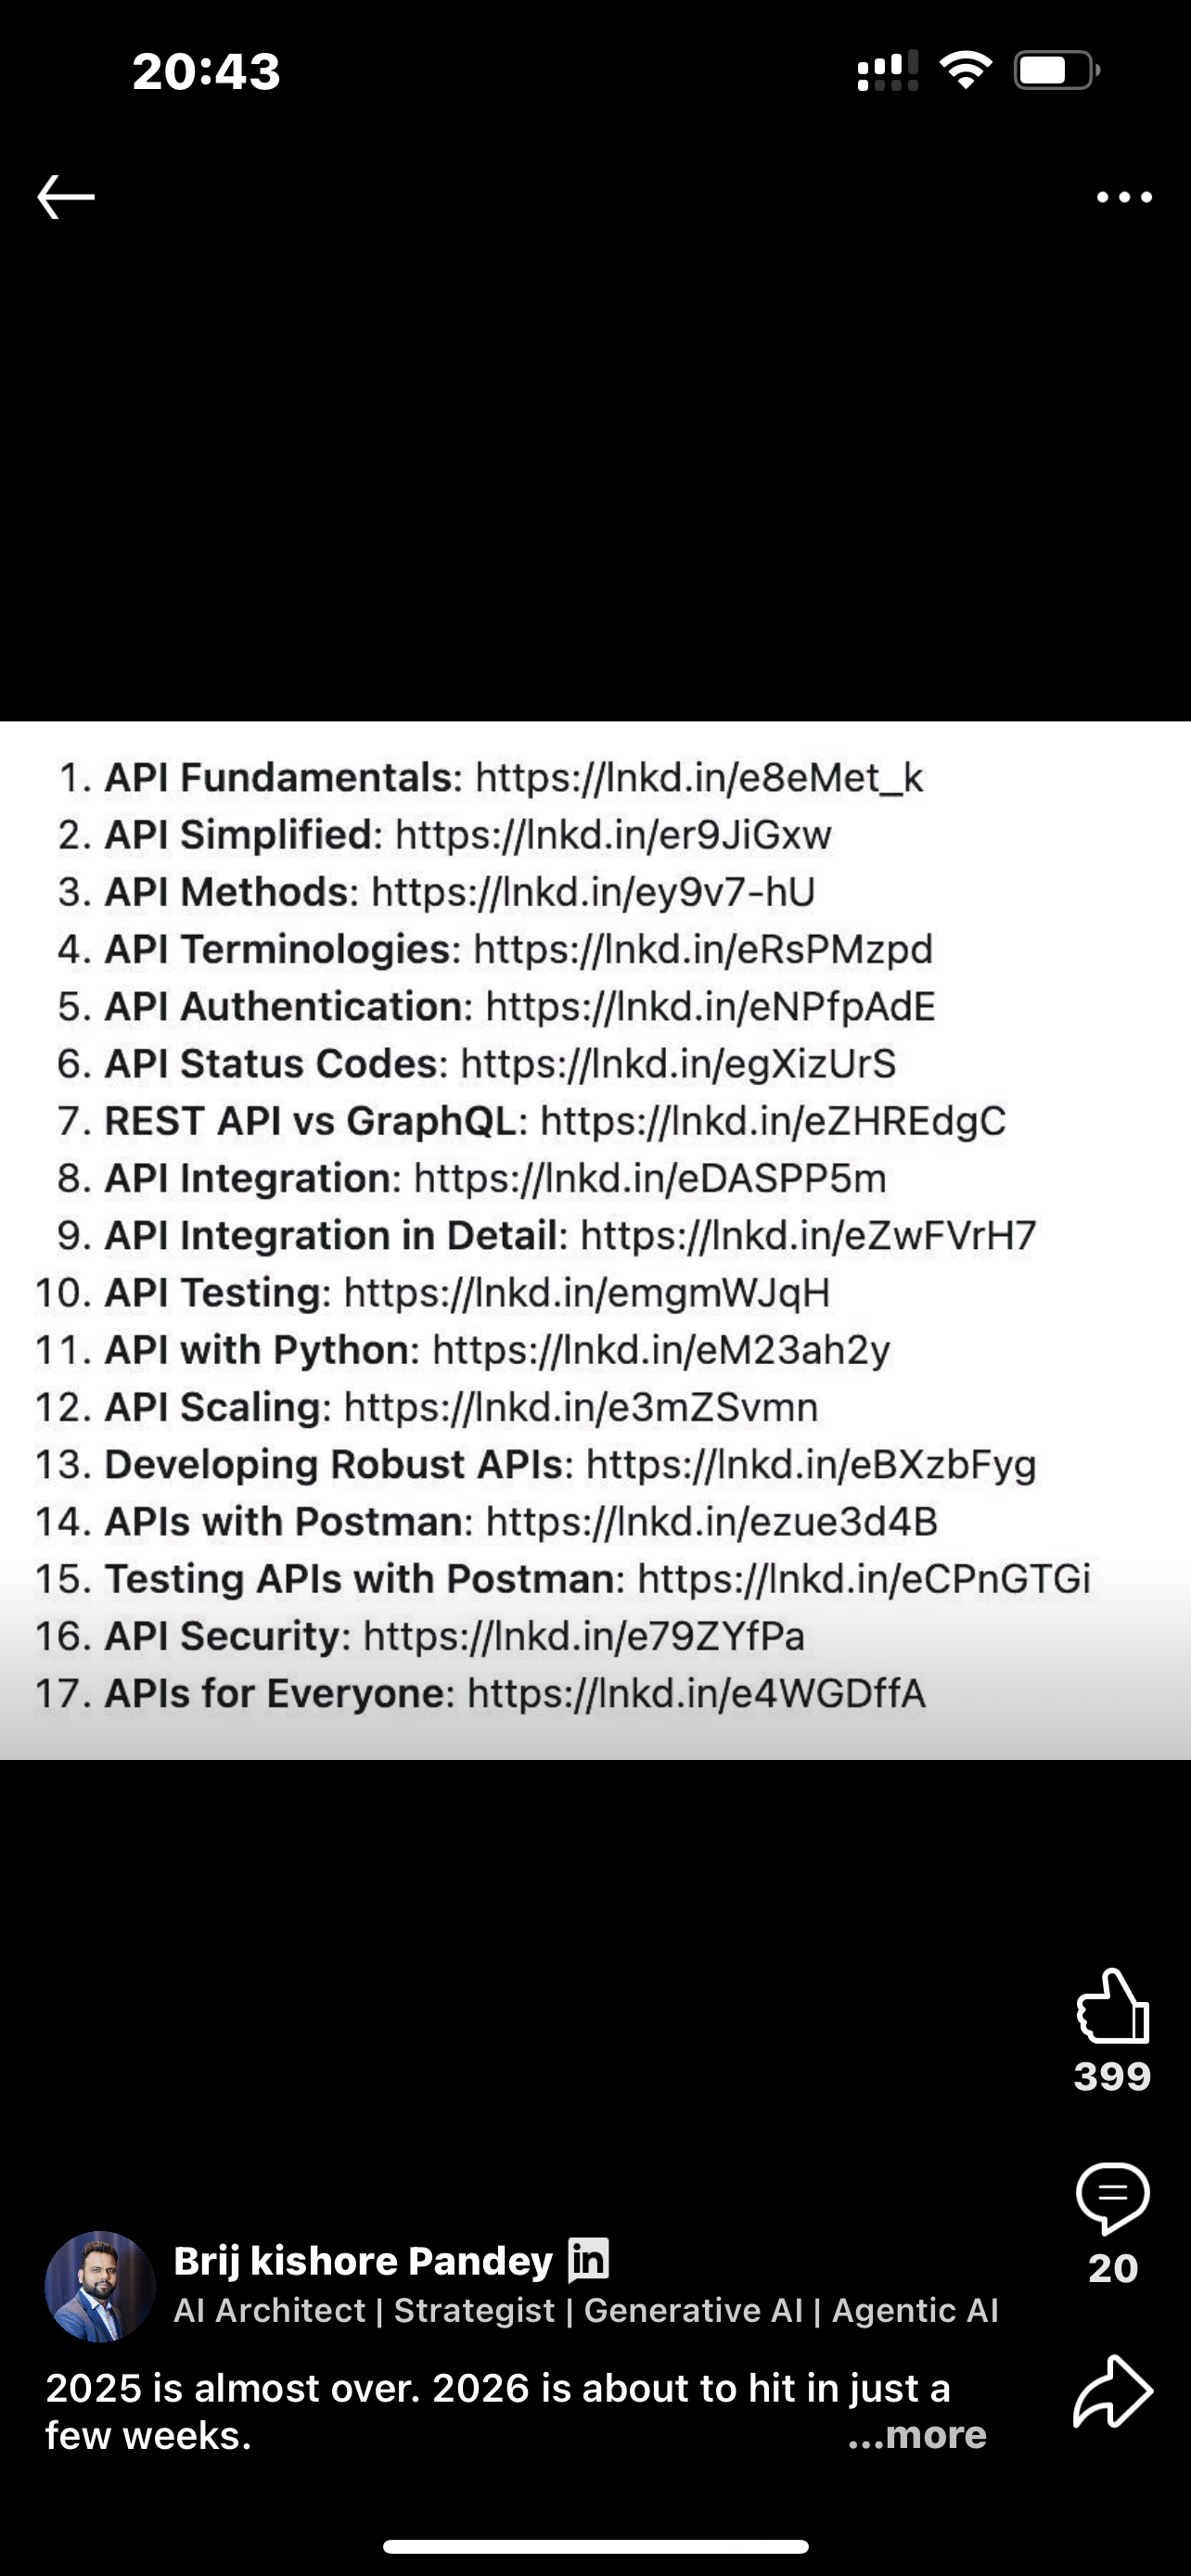 20:43
1. API Fundamentals: https://lnkd.in/e8eMet_k
2. API Simplified: https://lnkd.in/er9JiGxw
3. API Methods: https://lnkd.in/ey9v7-hU
4. API Terminologies: https://lnkd.in/eRsPMzpd
5. API Authentication: https://lnkd.in/eNPfpAdE
6. API Status Codes: https://lnkd.in/egXizUrS
7. REST API vs GraphQL: https://lnkd.in/eZHREdgC
8. API Integration: https://lnkd.in/eDASPP5m
9. API Integration in Detail: https://lnkd.in/eZwFVrH7
10. API Testing: https://lnkd.in/emgmWJqH
11. API with Python: https://lnkd.in/eM23ah2y
12. API Scaling: https://lnkd.in/e3mZSvmn
13. Developing Robust APIs: https://lnkd.in/eBXzbFyg
14. APIs with Postman: https://lnkd.in/ezue3d4B
15. Testing APIs with Postman: https://lnkd.in/eCPnGTGi
16. API Security: https://lnkd.in/e79ZYfPa
17. APIs for Everyone: https://lnkd.in/e4WGDffA
399
20
Brij kishore Pandey in
AI Architect | Strategist | Generative AI | Agentic AI
2025 is almost over. 2026 is about to hit in just a
few weeks. ...more